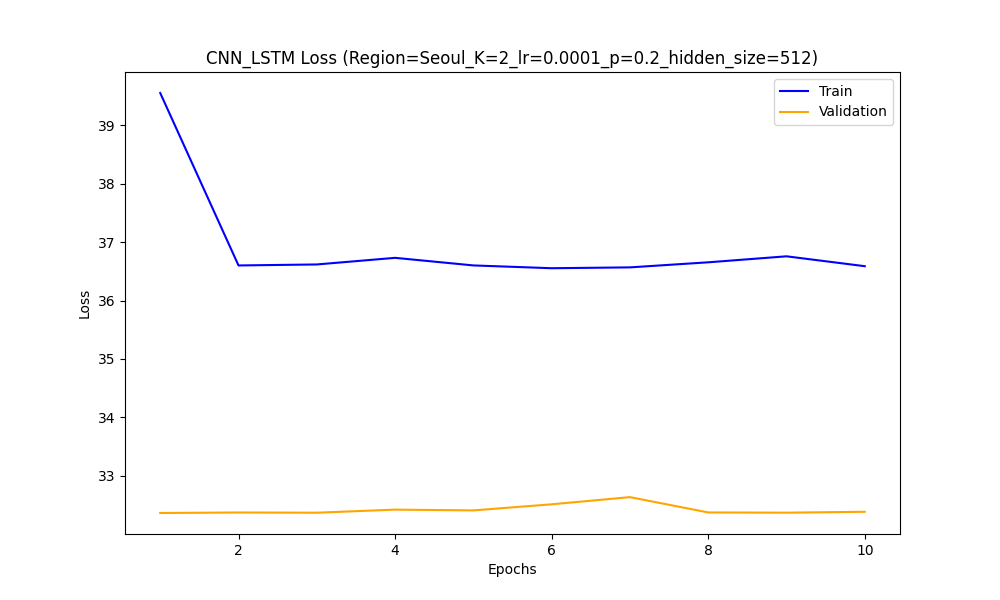 CNN_LSTM Loss (Region=Seoul_K=2_lr=0.0001_p=0.2_hidden_size=512)
Train
Validation
39
38
37
36
35
34
33
Loss
2
4
6
8
10
Epochs